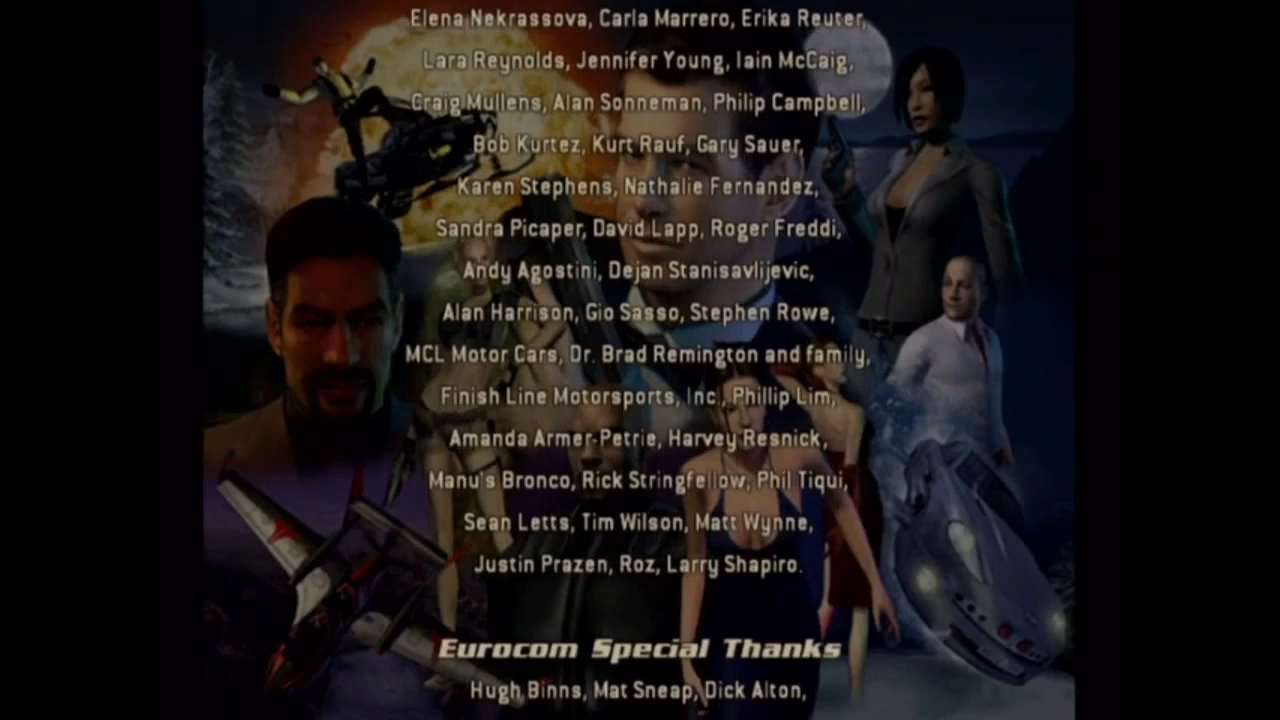 Elena Nekrassova, Carla Marrero, Erika Reuter,
Lara Reynolds, Jennifer Young, Iain McCaig,
Craig Mullens, Alan Sonneman, Philip Campbell,
Bob Kurtez, Kurt Rauf, Gary Sauer,
Karen Stephens, Nathalie Fernandez,
Sandra Picaper, David Lapp, Roger Freddi,
Andy Agostini, Dejan Stanisavlijevic,
Alan Harrison, Gio Sasso, Stephen Rowe,
MCL Motor Cars, Dr. Brad Remington and family,
Finish Line Motorsports, Inc., Phillip Lim,
Amanda Armer-Petrie, Harvey Resnick,
Manu's Bronco, Rick Stringfellow, Phil Tiqui,
Sean Letts, Tim Wilson, Matt Wynne,
Justin Prazen, Roz, Larry Shapiro.
Eurocom Special Thanks
Hugh Binns, Mat Sneap, Dick Alton,